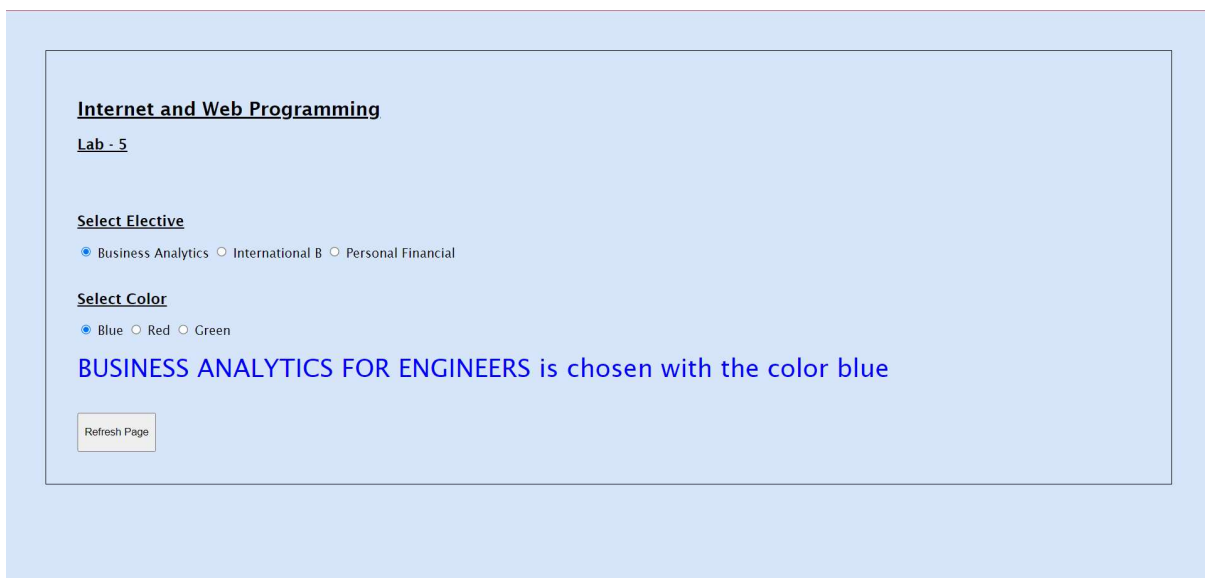 Internet and Web Programming
Lab - 5
Select Elective
Business Analytics International B Personal Financial
Select Color
Blue Red Green
BUSINESS ANALYTICS FOR ENGINEERS is chosen with the color blue
Refresh Page